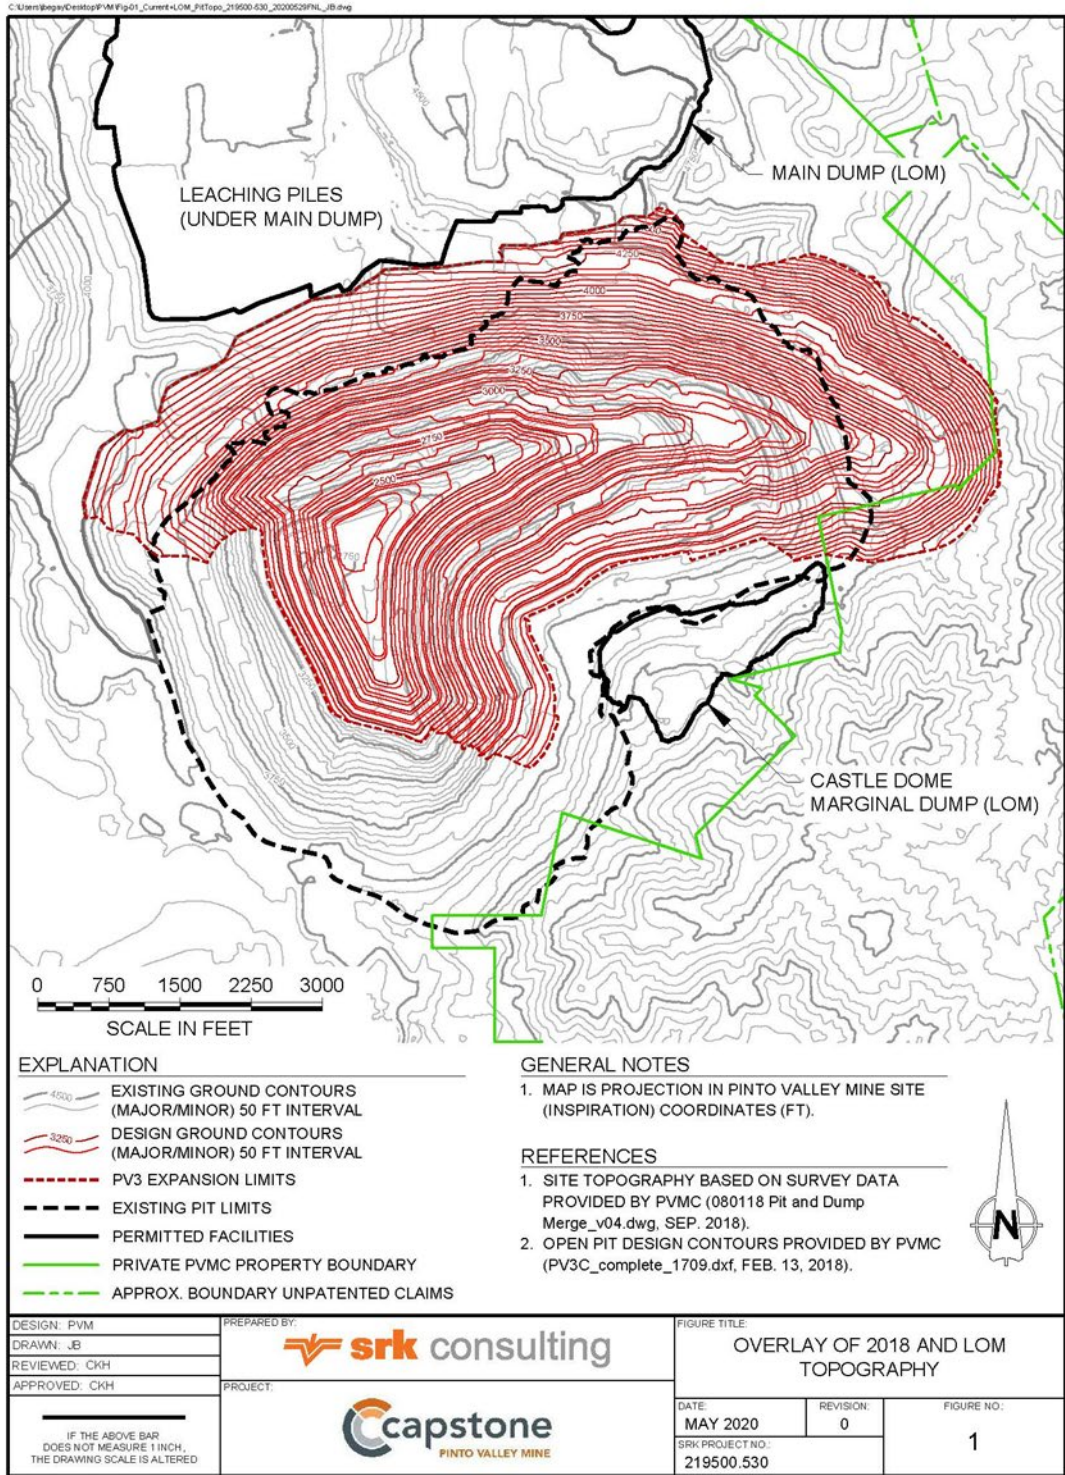 C:\Users\jbegay\Desktop\PVM\Fig-01_Current+LOM_PitTopo_219500-530_20200529FNL_JB.dwg
4500
4750
MAIN DUMP (LOM)
LEACHING PILES
(UNDER MAIN DUMP)
4000
4250
4000
3750
3500
3250
3000
2750
2500
3500
3750
CASTLE DOME
MARGINAL DUMP (LOM)
0 750 1500 2250 3000
SCALE IN FEET
EXPLANATION
4500 EXISTING GROUND CONTOURS
(MAJOR/MINOR) 50 FT INTERVAL
3250 DESIGN GROUND CONTOURS
(MAJOR/MINOR) 50 FT INTERVAL
PV3 EXPANSION LIMITS
EXISTING PIT LIMITS
PERMITTED FACILITIES
PRIVATE PVMC PROPERTY BOUNDARY
APPROX. BOUNDARY UNPATENTED CLAIMS
GENERAL NOTES
1. MAP IS PROJECTION IN PINTO VALLEY MINE SITE
(INSPIRATION) COORDINATES (FT).
REFERENCES
1. SITE TOPOGRAPHY BASED ON SURVEY DATA
PROVIDED BY PVMC (080118 Pit and Dump
Merge_v04.dwg, SEP. 2018).
2. OPEN PIT DESIGN CONTOURS PROVIDED BY PVMC
(PV3C_complete_1709.dxf, FEB. 13, 2018).
N
DESIGN: PVM
DRAWN: JB
REVIEWED: CKH
APPROVED: CKH
IF THE ABOVE BAR
DOES NOT MEASURE 1 INCH,
THE DRAWING SCALE IS ALTERED
PREPARED BY:
srk consulting
PROJECT:
capstone
PINTO VALLEY MINE
FIGURE TITLE:
OVERLAY OF 2018 AND LOM
TOPOGRAPHY
DATE:
MAY 2020
REVISION:
0
FIGURE NO.:
1
SRK PROJECT NO.:
219500.530